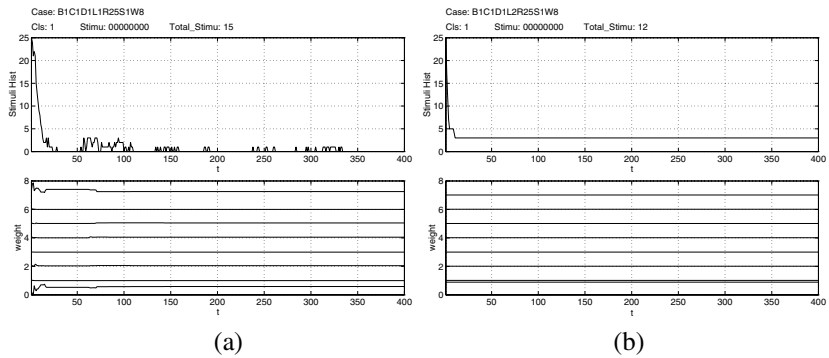 Case: B1C1D1L1R25S1W8
Cls: 1 Stimu: 00000000 Total_Stimu: 15
25
20
15
10
5
0
Stimuli Hist
50 100 150 200 250 300 350 400
t
8
6
4
2
0
weight
50 100 150 200 250 300 350 400
t
(a)
Case: B1C1D1L2R25S1W8
Cls: 1 Stimu: 00000000 Total_Stimu: 12
25
20
15
10
5
0
Stimuli Hist
50 100 150 200 250 300 350 400
t
8
6
4
2
0
weight
50 100 150 200 250 300 350 400
t
(b)